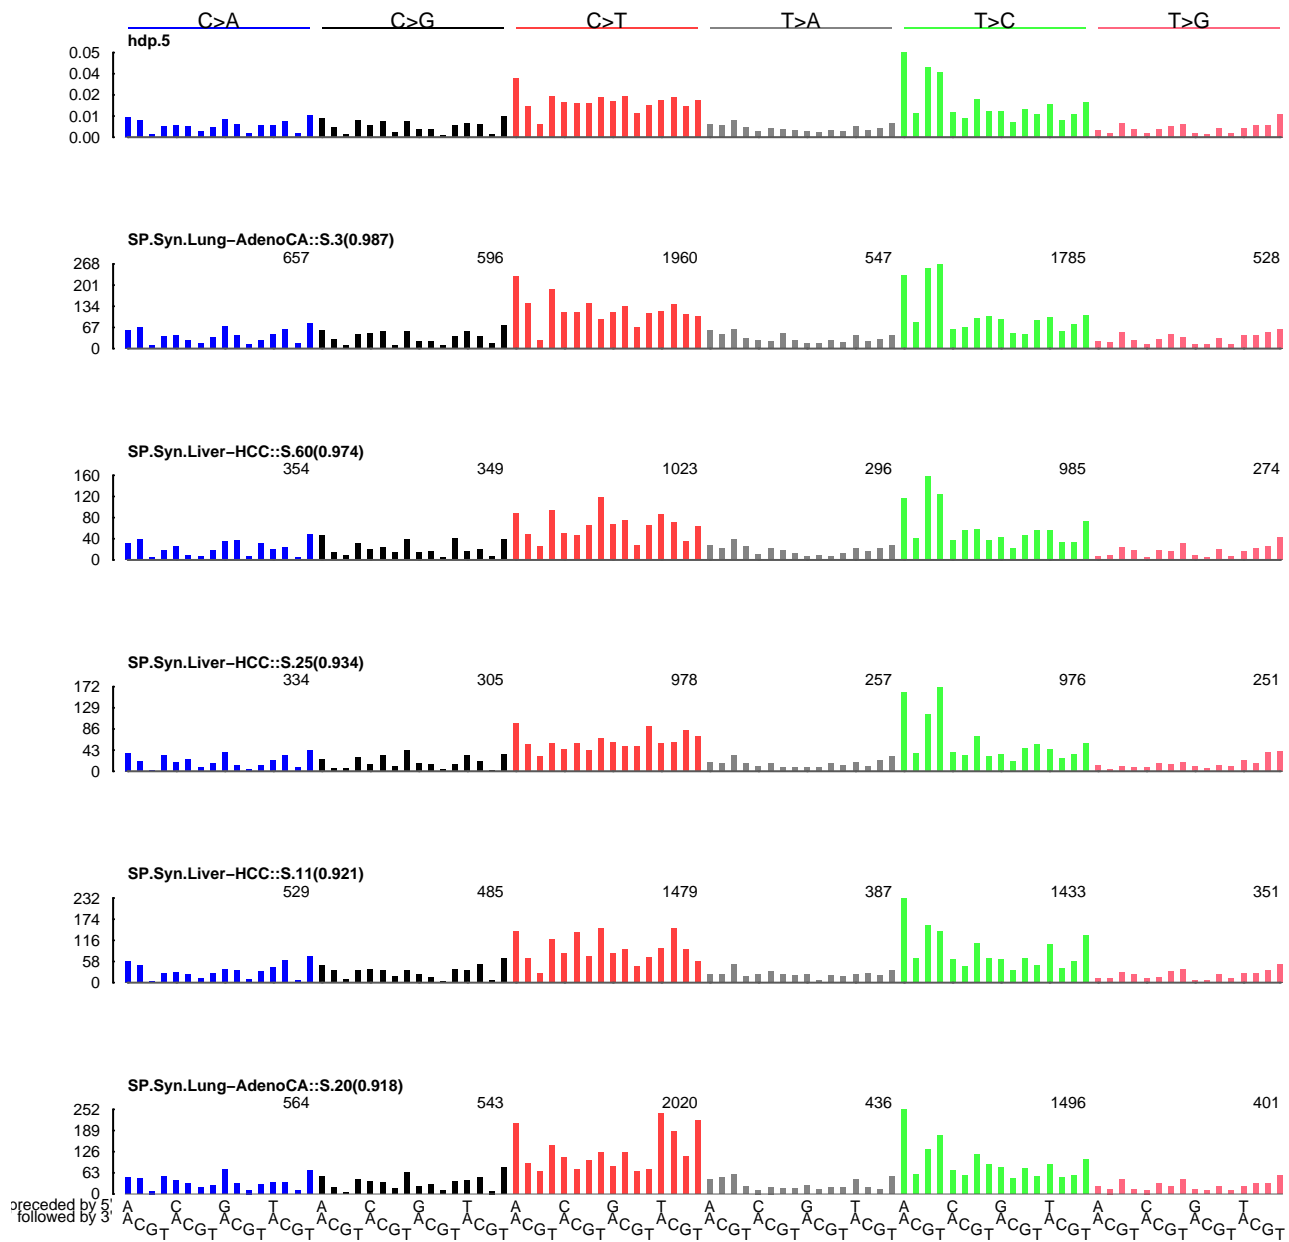 C>A C>G C>T T>A T>C T>G
hdp.5
0.05
0.04
0.02
0.01
0.00
SP.Syn.Lung−AdenoCA::S.3(0.987)
657 596 1960 547 1785 528
268
201
134
67
0
SP.Syn.Liver−HCC::S.60(0.974)
354 349 1023 296 985 274
160
120
80
40
0
SP.Syn.Liver−HCC::S.25(0.934)
334 305 978 257 976 251
172
129
86
43
0
SP.Syn.Liver−HCC::S.11(0.921)
529 485 1479 387 1433 351
232
174
116
58
0
SP.Syn.Lung−AdenoCA::S.20(0.918)
564 543 2020 436 1496 401
252
189
126
63
0
preceded by 5' A C G T A C G T A C G T A C G T A C G T A C G T
followed by 3' A C G T A C G T A C G T A C G T A C G T A C G T A C G T A C G T A C G T A C G T A C G T A C G T A C G T A C G T A C G T A C G T A C G T A C G T A C G T A C G T A C G T A C G T A C G T A C G T